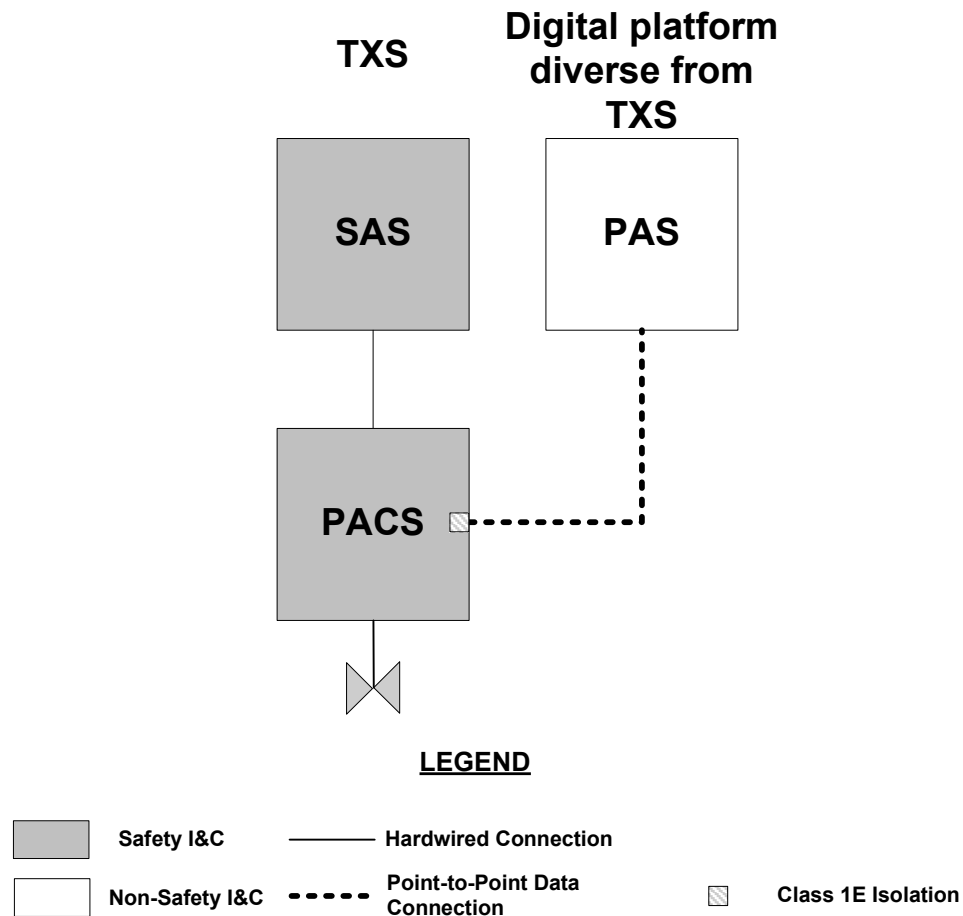 TXS
Digital platform
diverse from
TXS
SAS
PAS
PACS
LEGEND
Safety I&C
Hardwired Connection
Non-Safety I&C
Point-to-Point Data
Connection
Class 1E Isolation